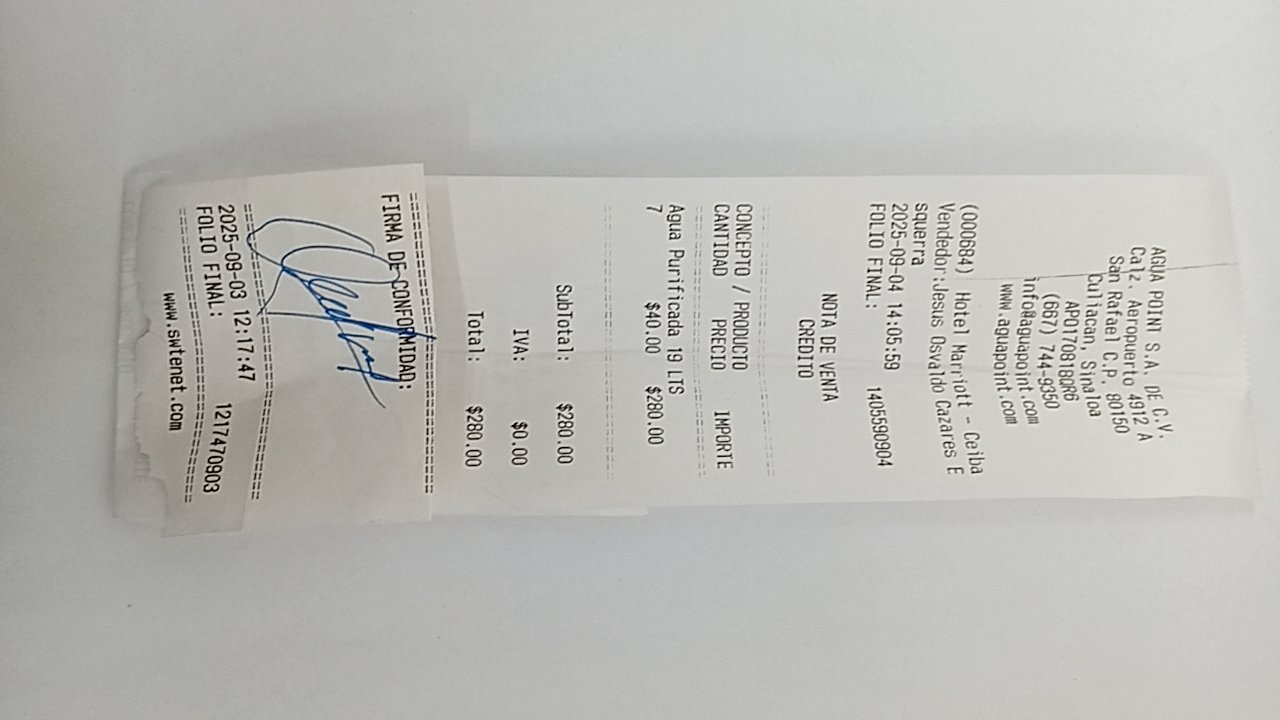 AGUA POINT S.A. DE C.V.
Calz. Aeropuerto 4912 A
San Rafael C.P. 80150
Culiacan, Sinaloa
APO170818QR6
(667) 744-9350
info@aguapoint.com
www.aguapoint.com
(000684) Hotel Marriott - Ceiba
Vendedor:Jesus Osvaldo Cazares E
squerra
2025-09-04 14:05:59
FOLIO FINAL: 1405590904
NOTA DE VENTA
CREDITO
CONCEPTO / PRODUCTO
CANTIDAD PRECIO IMPORTE
Agua Purificada 19 LTS
7 $40.00 $280.00
SubTotal: $280.00
IVA: $0.00
Total: $280.00
FIRMA DE CONFORMIDAD:
2025-09-03 12:17:47
FOLIO FINAL: 1217470903
www.swtenet.com